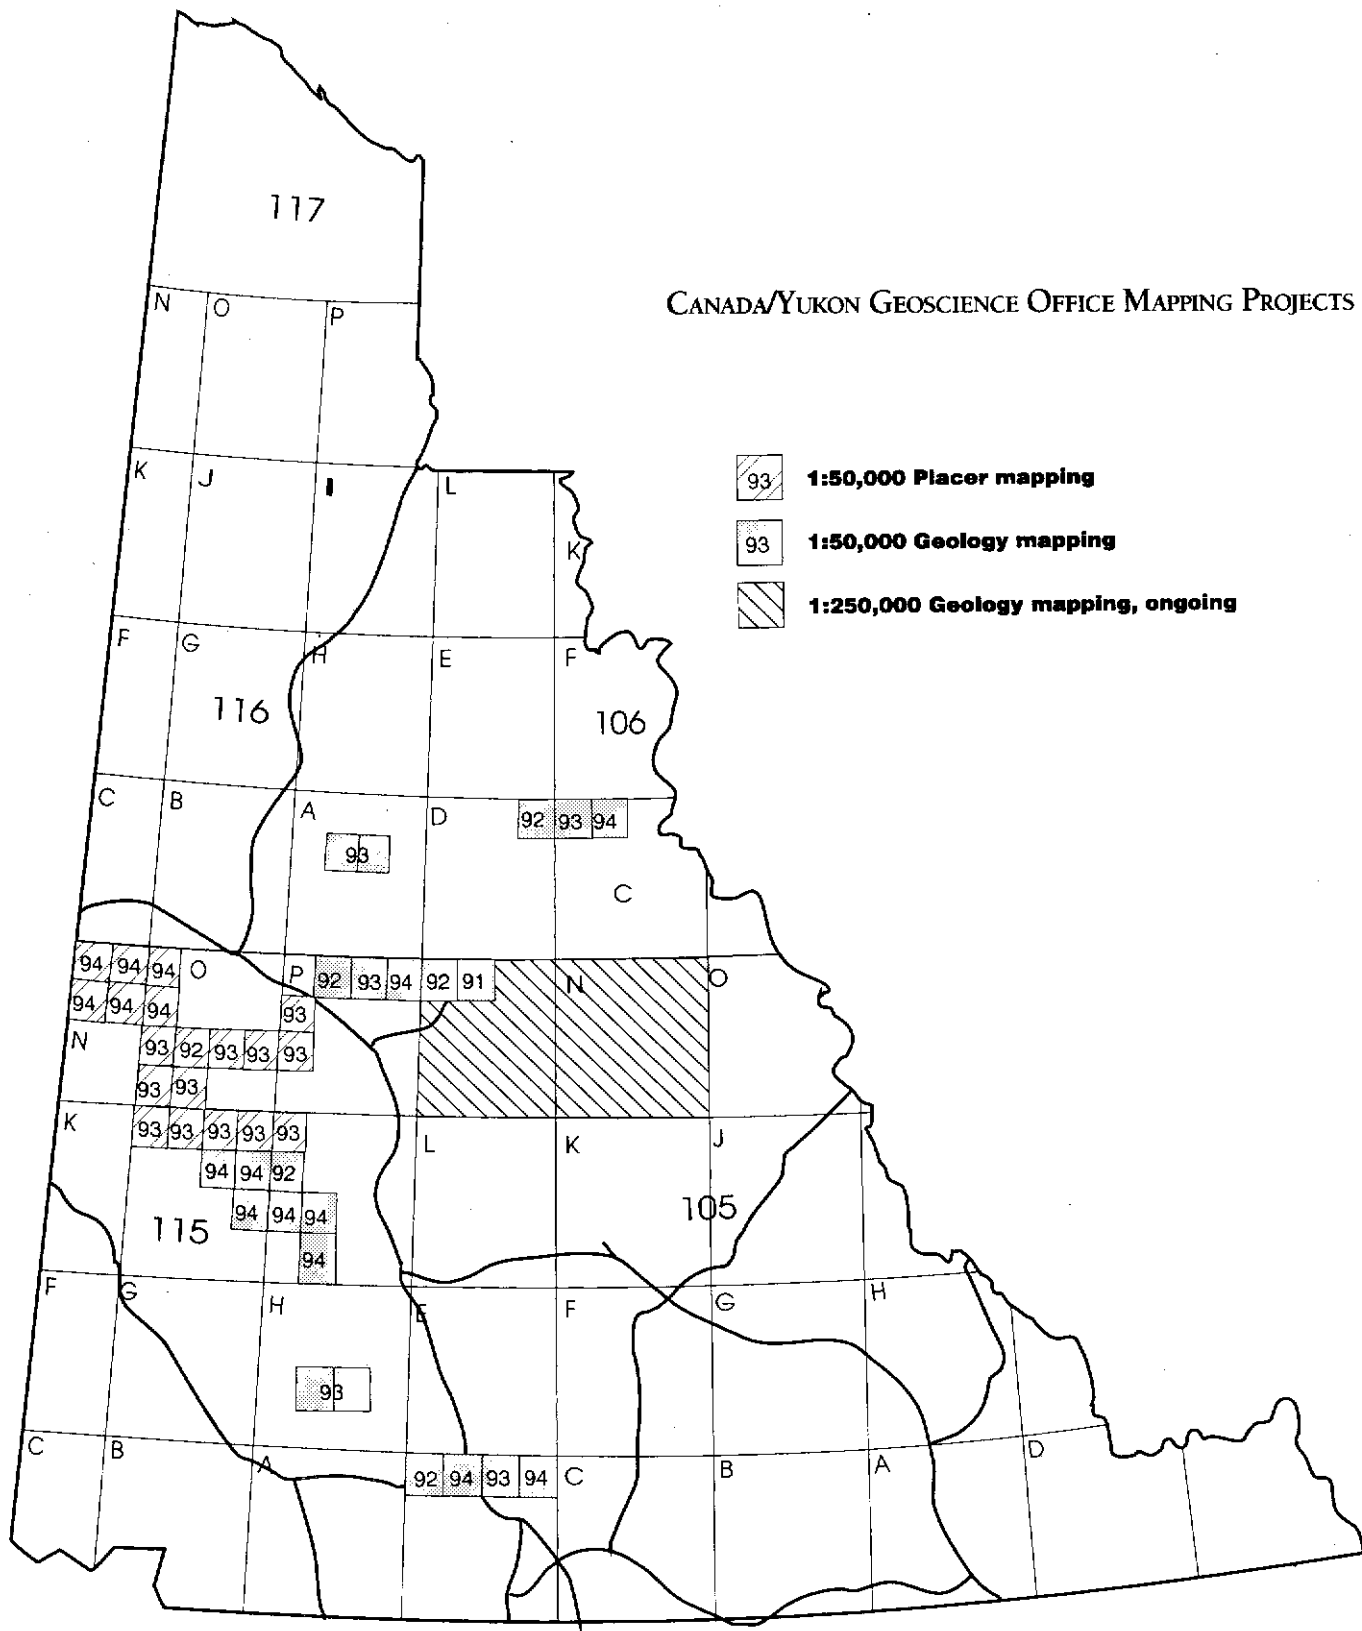 117
N O P
CANADA/YUKON GEOSCIENCE OFFICE MAPPING PROJECTS
K J I L
93 1:50,000 Placer mapping
93 1:50,000 Geology mapping
K
1:250,000 Geology mapping, ongoing
F G H E F
116 106
C B A D 92 93 94
93
C
94 94 94 O P 92 93 94 92 91 N O
94 94 94 93
N 93 92 93 93 93
93 93
K 93 93 93 93 93 L K J
94 94 92
115 94 94 94 105
94
F G H E F G H
93
C B A 92 94 93 94 C B A D